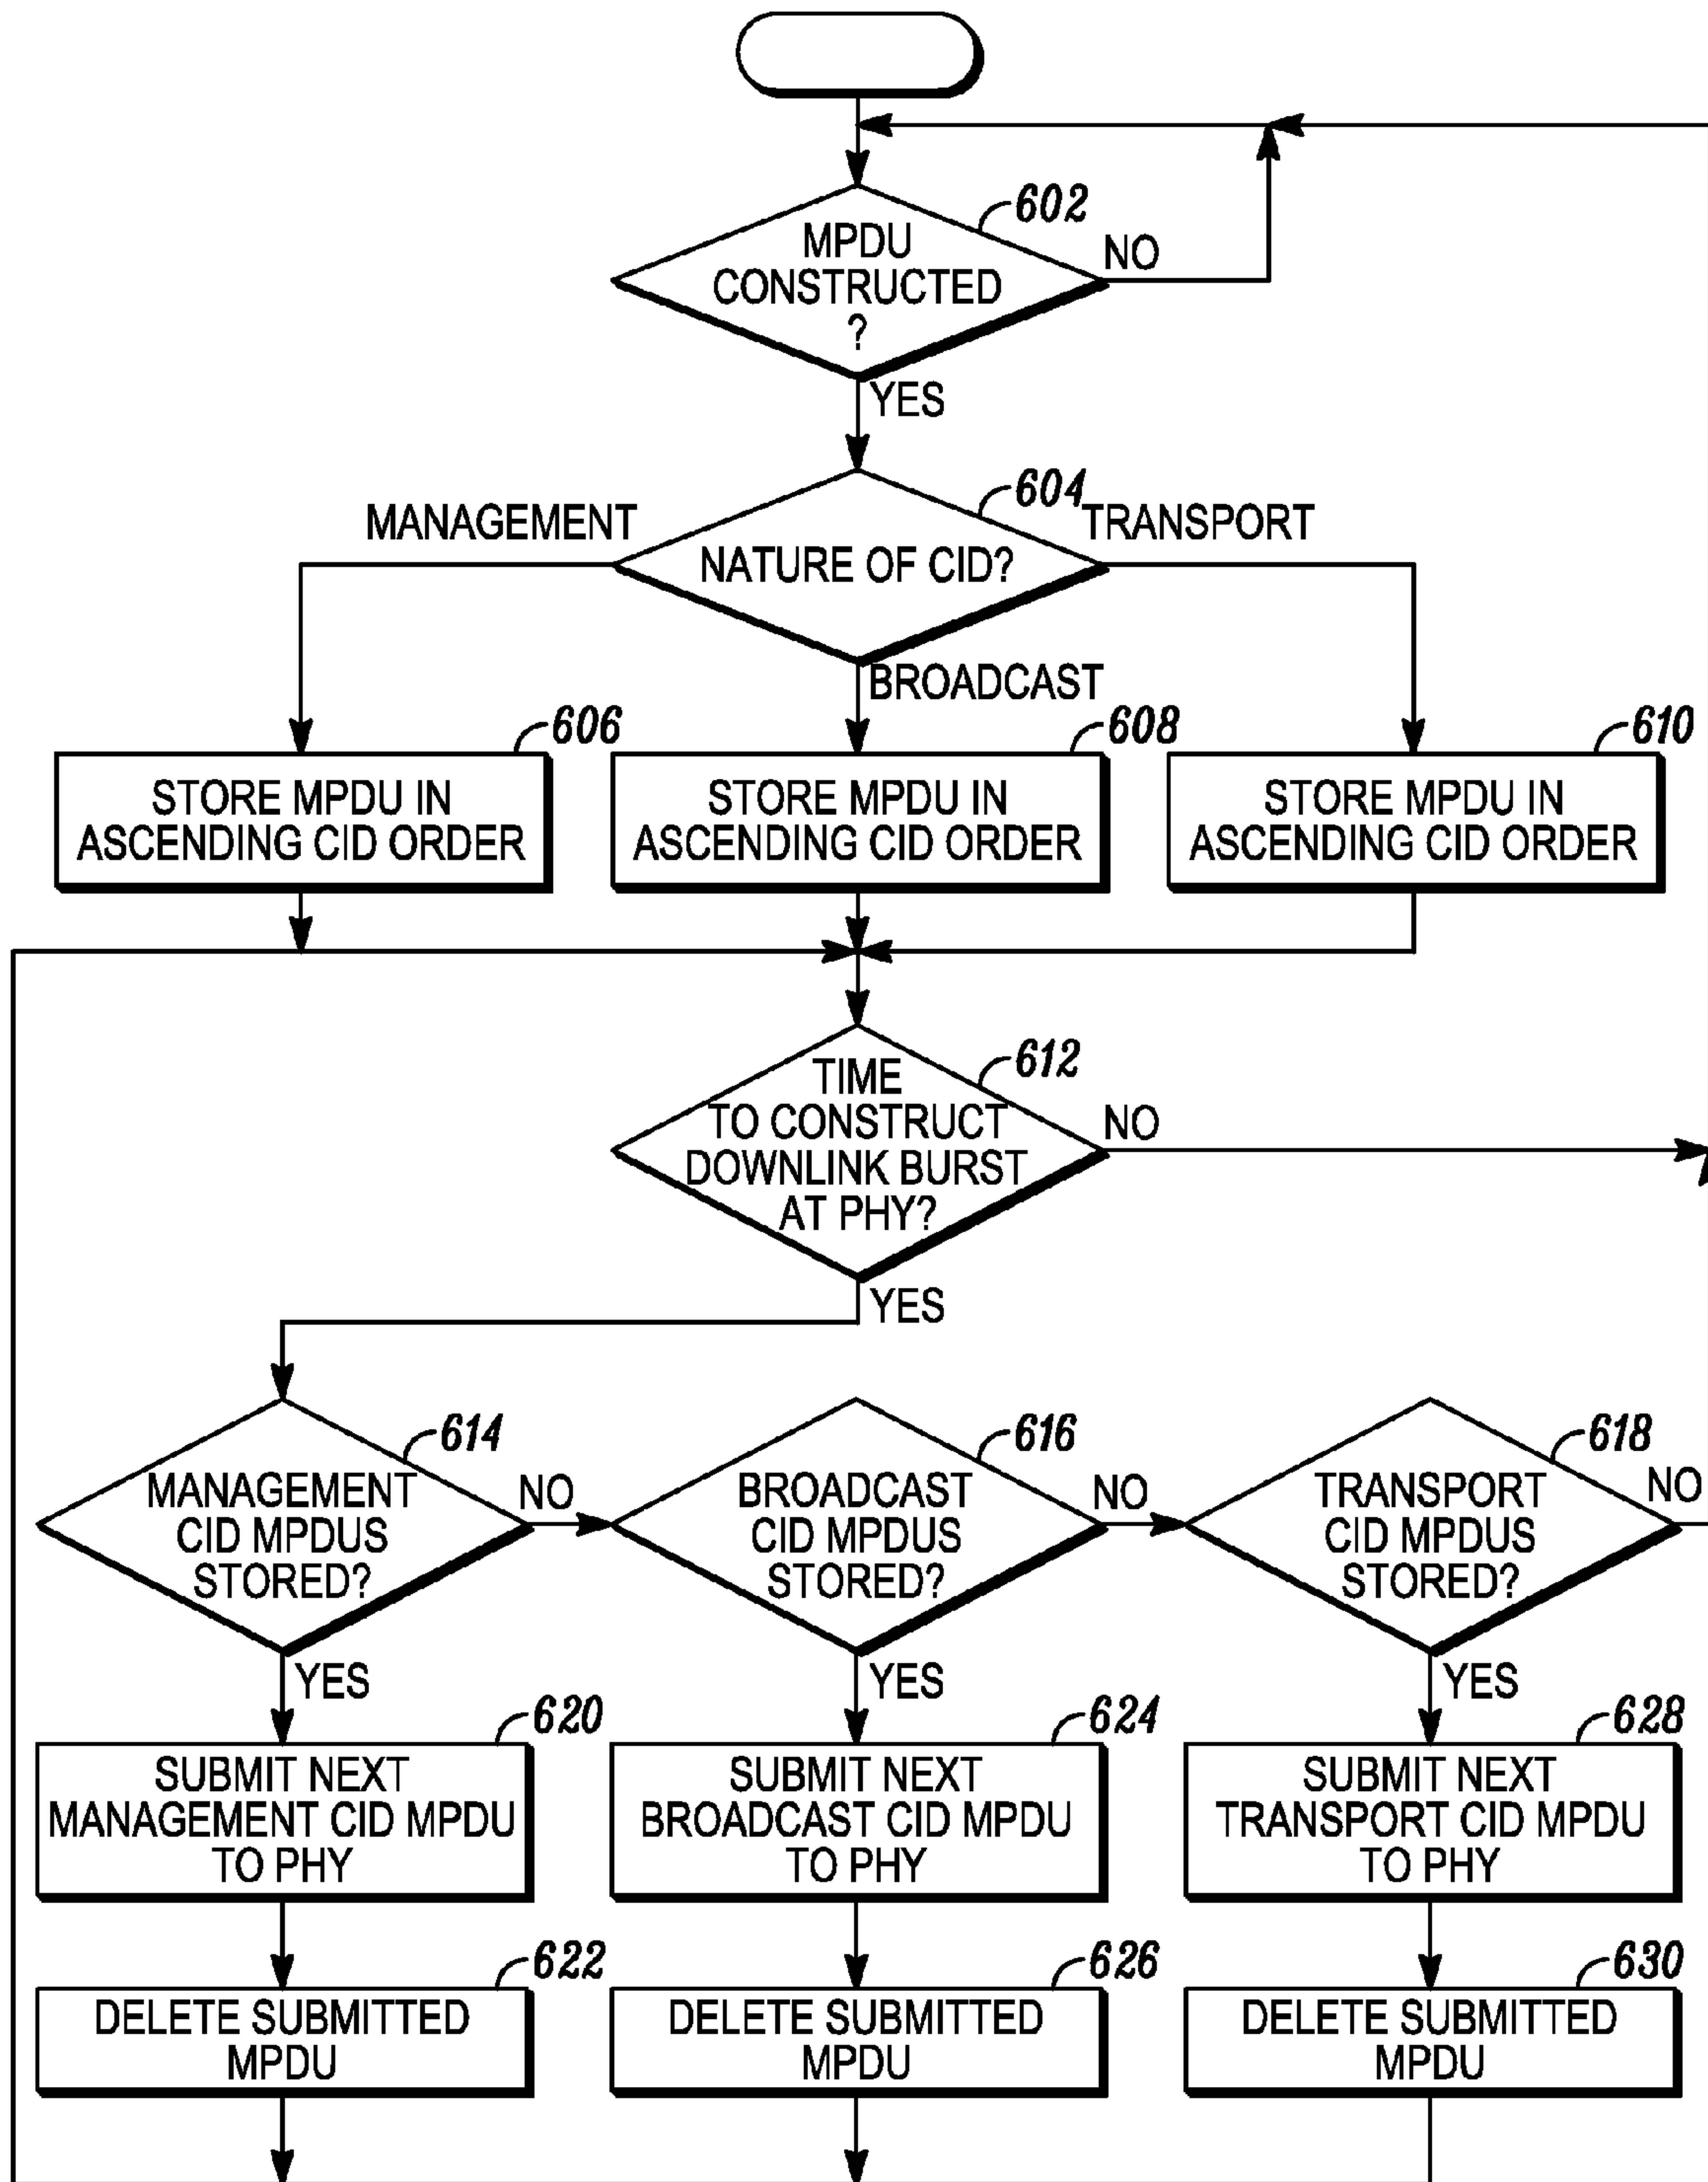 602
MPDU
CONSTRUCTED
?
NO
YES
604
MANAGEMENT
TRANSPORT
NATURE OF CID?
BROADCAST
606
608
610
STORE MPDU IN
ASCENDING CID ORDER
STORE MPDU IN
ASCENDING CID ORDER
STORE MPDU IN
ASCENDING CID ORDER
612
TIME
TO CONSTRUCT
DOWNLINK BURST
AT PHY?
NO
YES
614
MANAGEMENT
CID MPDUS
STORED?
NO
YES
616
BROADCAST
CID MPDUS
STORED?
NO
YES
618
TRANSPORT
CID MPDUS
STORED?
NO
YES
620
SUBMIT NEXT
MANAGEMENT CID MPDU
TO PHY
624
SUBMIT NEXT
BROADCAST CID MPDU
TO PHY
628
SUBMIT NEXT
TRANSPORT CID MPDU
TO PHY
622
DELETE SUBMITTED
MPDU
626
DELETE SUBMITTED
MPDU
630
DELETE SUBMITTED
MPDU